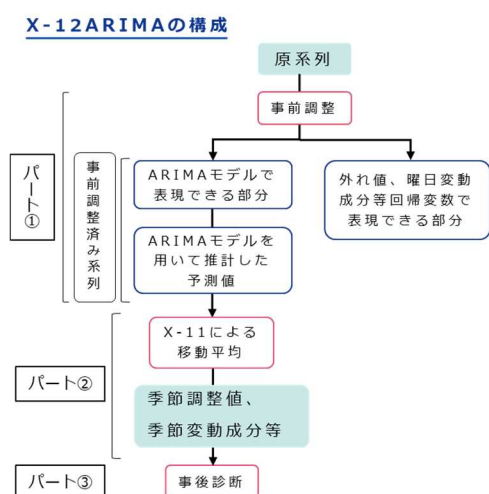 X-12ARIMAの構成
原系列
事前調整
パート①
事前調整済み系列
ARIMAモデルで
表現できる部分
外れ値、曜日変動
成分等回帰変数で
表現できる部分
ARIMAモデルを
用いて推計した
予測値
X-11による
移動平均
パート②
季節調整値、
季節変動成分等
パート③
事後診断